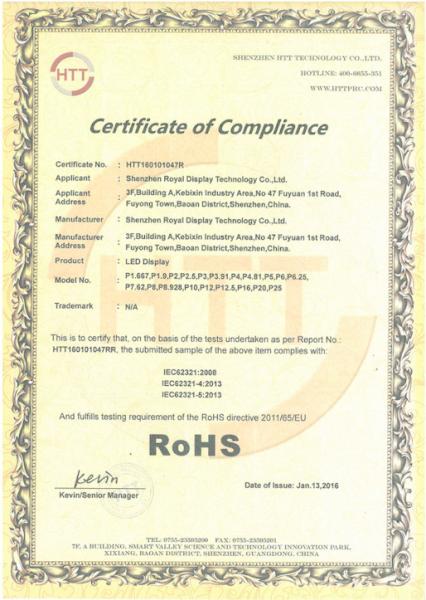 HTT
SHENZHEN HTT TECHNOLOGY CO.,LTD.
HOTLINE: 400-6655-351
WWW.HTTPRC.COM
Certificate of Compliance
Certificate No. : HTT160101047R
Applicant : Shenzhen Royal Display Technology Co.,Ltd.
Applicant Address : 3F,Building A,Kebixin Industry Area,No 47 Fuyuan 1st Road,
Fuyong Town,Baoan District,Shenzhen,China.
Manufacturer : Shenzhen Royal Display Technology Co.,Ltd.
Manufacturer Address : 3F,Building A,Kebixin Industry Area,No 47 Fuyuan 1st Road,
Fuyong Town,Baoan District,Shenzhen,China.
Product : LED Display
Model No. : P1.667,P1.9,P2,P2.5,P3,P3.91,P4,P4.81,P5,P6,P6.25,
P7.62,P8,P8.928,P10,P12,P12.5,P16,P20,P25
Trademark : N/A
This is to certify that, on the basis of the tests undertaken as per Report No.:
HTT160101047RR, the submitted sample of the above item complies with:
IEC62321:2008
IEC62321-4:2013
IEC62321-5:2013
And fulfills testing requirement of the RoHS directive 2011/65/EU
RoHS
Kevin
Kevin/Senior Manager
Date of Issue: Jan.13,2016
TEL: 0755-23595200 FAX: 0755-23595201
7F, A BUILDING, SMART VALLEY SCIENCE AND TECHNOLOGY INNOVATION PARK,
XIXIANG, BAOAN DISTRICT, SHENZHEN, GUANGDONG, CHINA